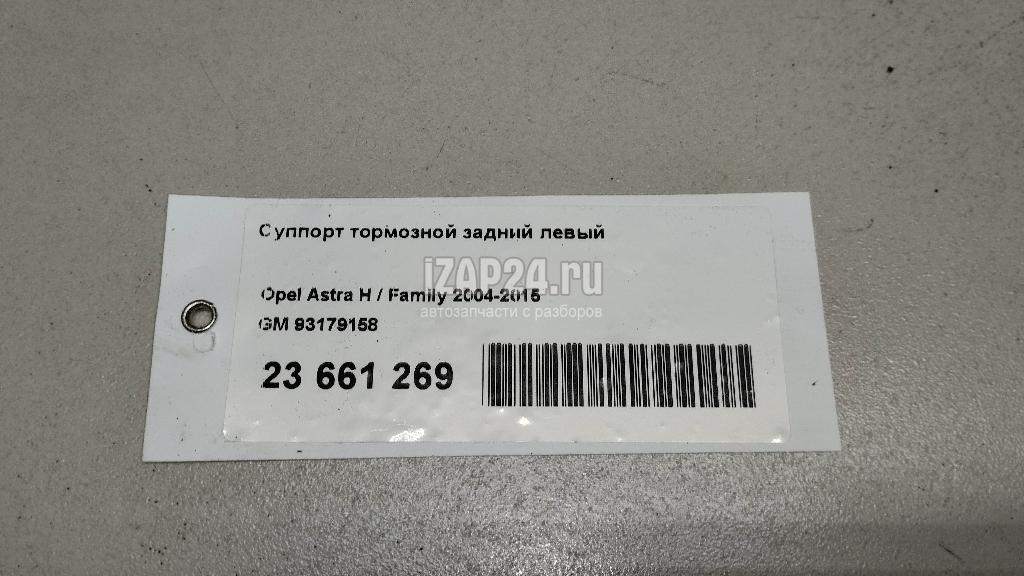 Суппорт тормозной задний левый
iZAP24.ru
Opel Astra H / Family 2004-2015
автозапчасти с разборов
GM 93179158
23 661 269